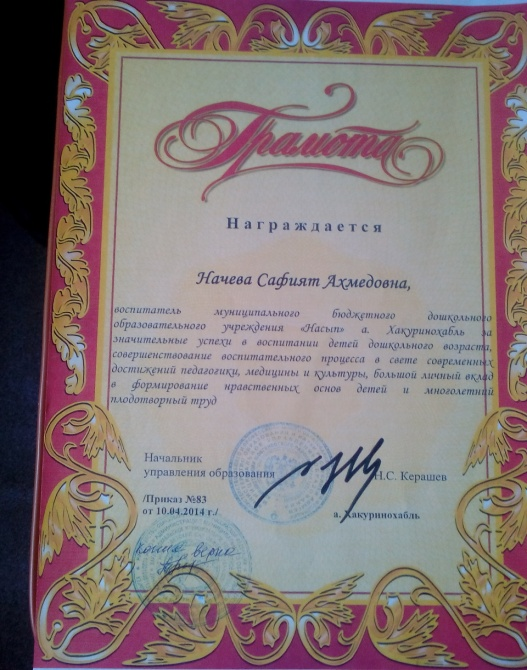 Грамота
Награждается
Начева Сафият Ахмедовна,
воспитатель муниципального бюджетного дошкольного
образовательного учреждения «Насып» а. Хакуринохабль за
значительные успехи в воспитании детей дошкольного возраста,
совершенствование воспитательного процесса в свете современных
достижений педагогики, медицины и культуры, большой личный вклад
в формирование нравственных основ детей и многолетний
плодотворный труд
Начальник
управления образования Н.С. Керашев
/Приказ №83
от 10.04.2014 г./ а. Хакуринохабль
Копия верна